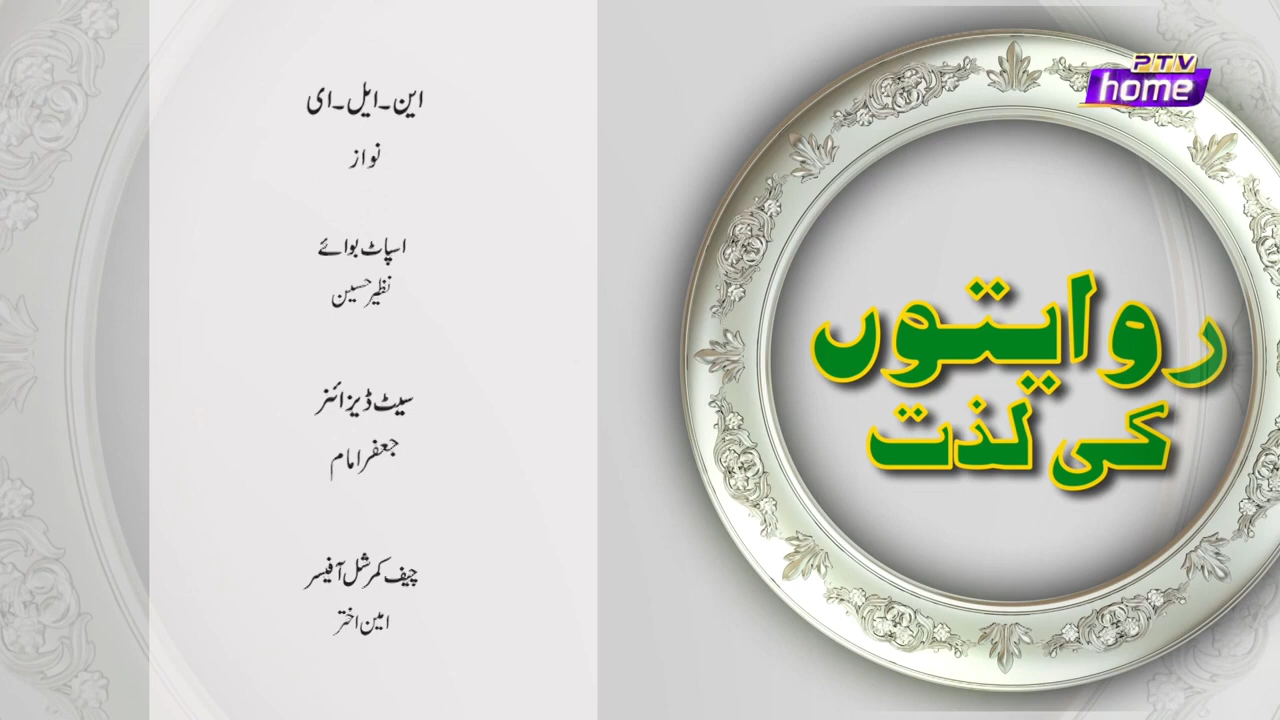 این۔ایل۔ای
نواز
اسپاٹ بوائے
نظیر حسین
سیٹ ڈیزائنر
جعفر امام
چیف کمرشل آفیسر
امین اختر
PTV
home
روایتوں
کی لذت